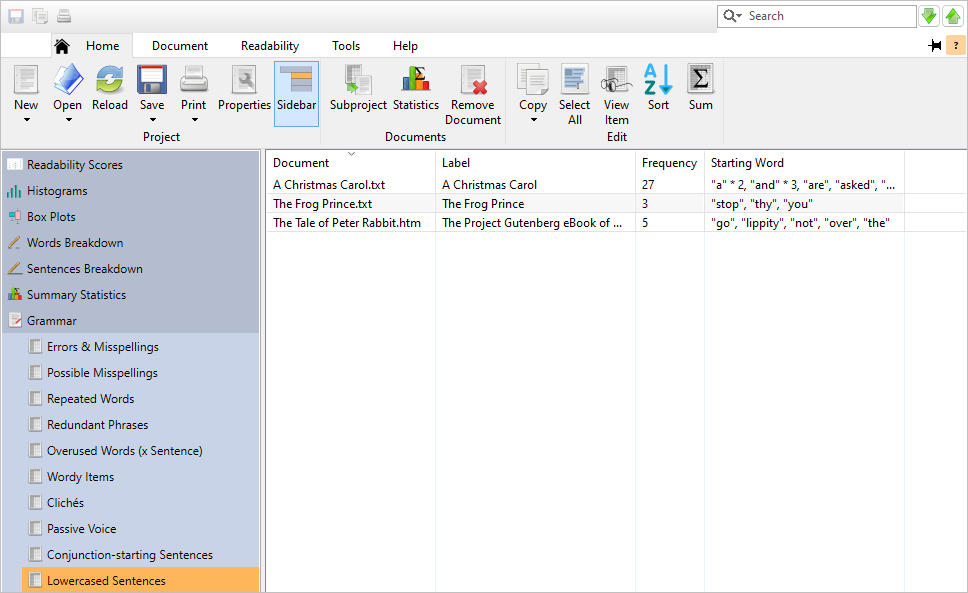 Search
Home Document Readability Tools Help
?
New Open Reload Save Print Properties Sidebar Subproject Statistics Remove Document Copy Select All View Item Sort Sum
Project Documents Edit
Readability Scores
Histograms
Box Plots
Words Breakdown
Sentences Breakdown
Summary Statistics
Grammar
Errors & Misspellings
Possible Misspellings
Repeated Words
Redundant Phrases
Overused Words (x Sentence)
Wordy Items
Clichés
Passive Voice
Conjunction-starting Sentences
Lowercased Sentences
Document Label Frequency Starting Word
A Christmas Carol.txt A Christmas Carol 27 "a" * 2, "and" * 3, "are", "asked", "...
The Frog Prince.txt The Frog Prince 3 "stop", "thy", "you"
The Tale of Peter Rabbit.htm The Project Gutenberg eBook of ... 5 "go", "lippity", "not", "over", "the"